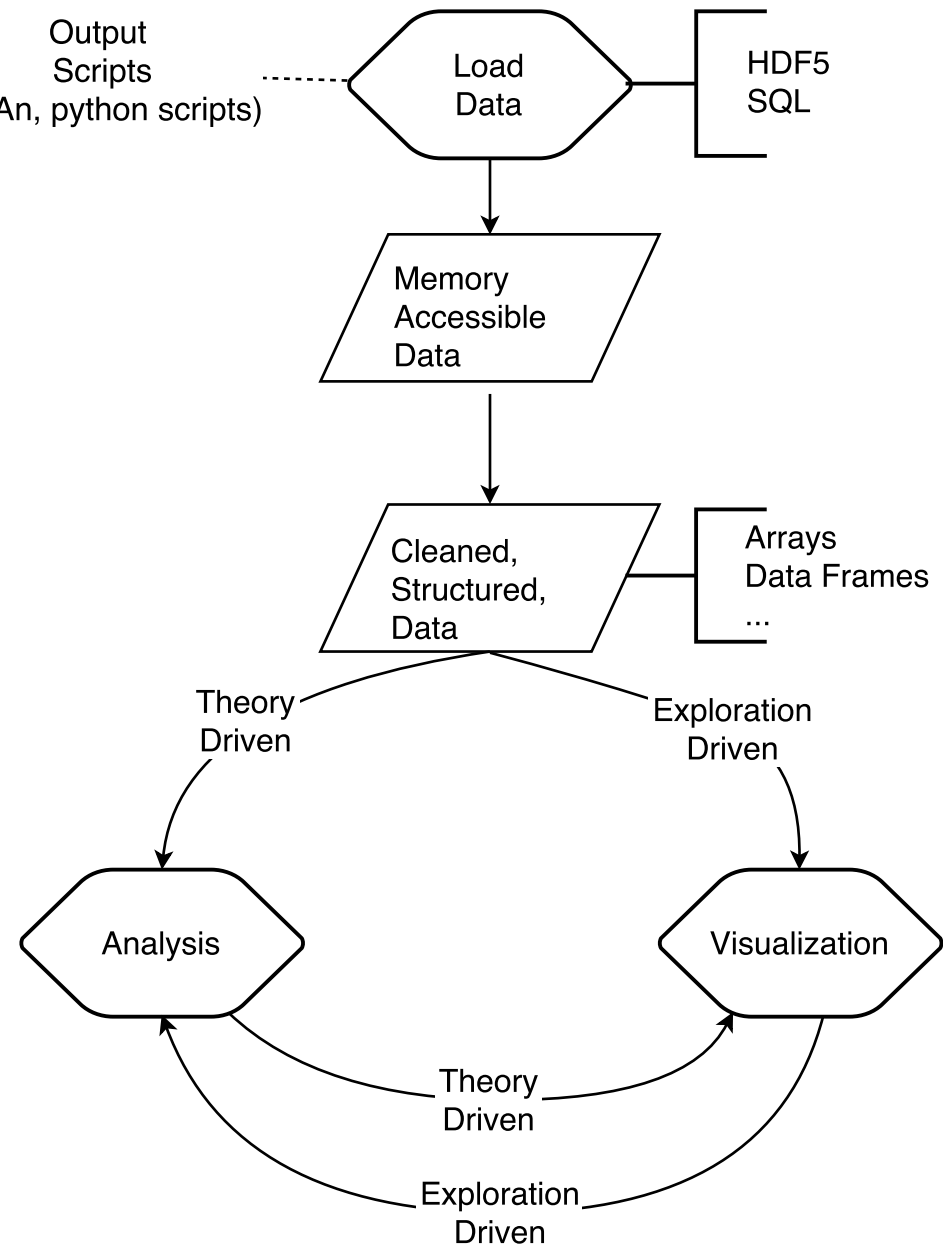 Output
Scripts
An, python scripts)
Load
Data
HDF5
SQL
Memory
Accessible
Data
Cleaned,
Structured,
Data
Arrays
Data Frames
...
Theory
Driven
Exploration
Driven
Analysis
Visualization
Theory
Driven
Exploration
Driven